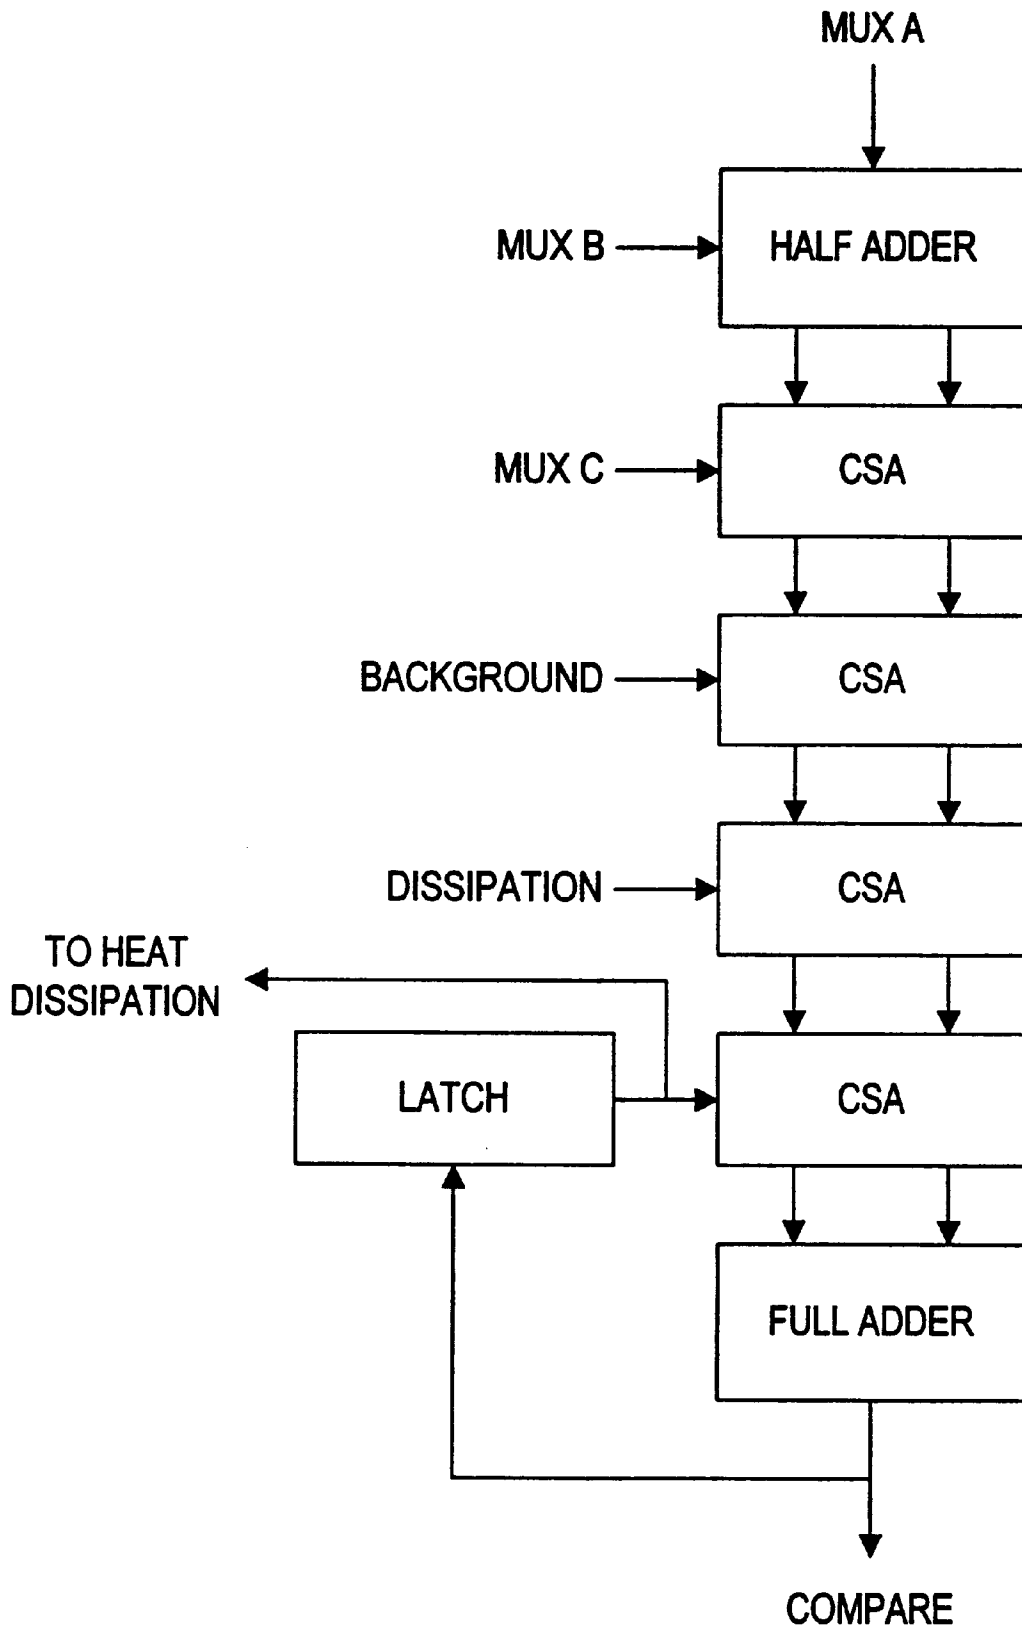 MUX A
MUX B
HALF ADDER
MUX C
CSA
BACKGROUND
CSA
DISSIPATION
CSA
TO HEAT
DISSIPATION
LATCH
CSA
FULL ADDER
COMPARE